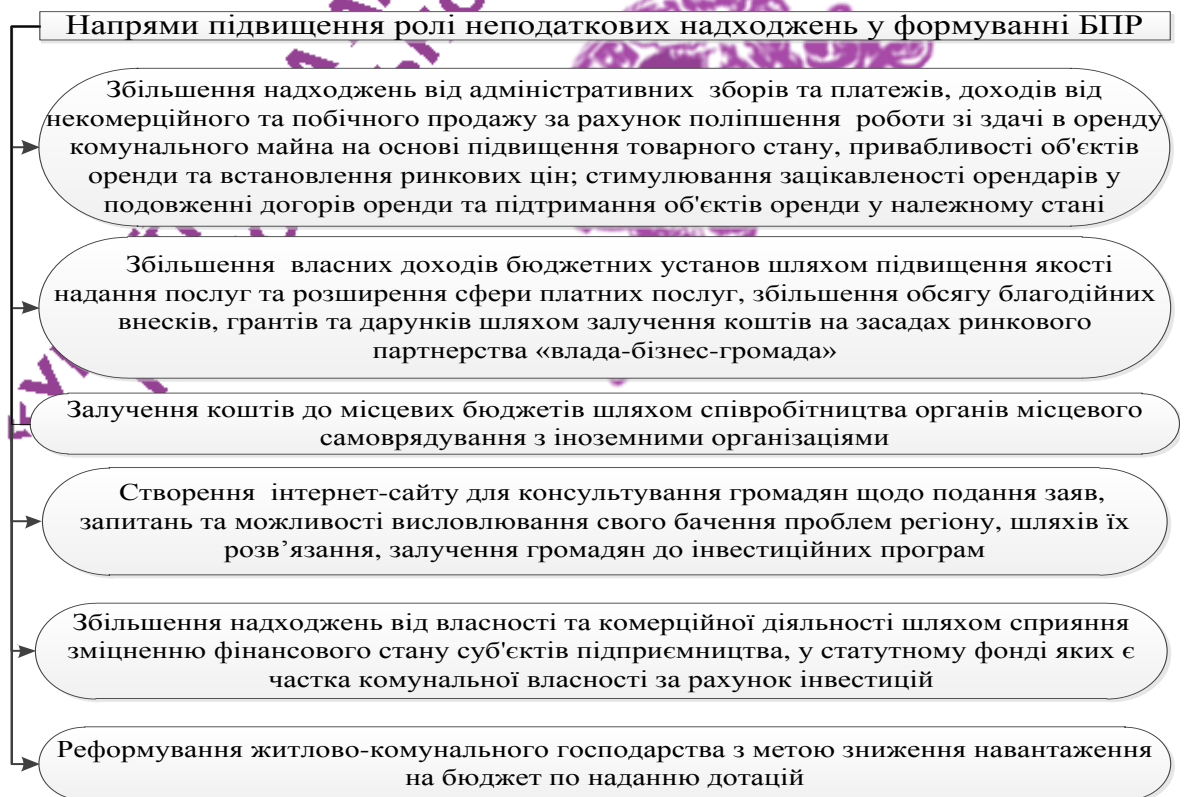 Напрями підвищення ролі неподаткових надходжень у формуванні БПР
Збільшення надходжень від адміністративних зборів та платежів, доходів від
некомерційного та побічного продажу за рахунок поліпшення роботи зі здачі в оренду
комунального майна на основі підвищення товарного стану, привабливості об'єктів
оренди та встановлення ринкових цін; стимулювання зацікавленості орендарів у
подовженні догорів оренди та підтримання об'єктів оренди у належному стані
Збільшення власних доходів бюджетних установ шляхом підвищення якості
надання послуг та розширення сфери платних послуг, збільшення обсягу благодійних
внесків, грантів та дарунків шляхом залучення коштів на засадах ринкового
партнерства «влада-бізнес-громада»
Залучення коштів до місцевих бюджетів шляхом співробітництва органів місцевого
самоврядування з іноземними організаціями
Створення інтернет-сайту для консультування громадян щодо подання заяв,
запитань та можливості висловлювання свого бачення проблем регіону, шляхів їх
розв’язання, залучення громадян до інвестиційних програм
Збільшення надходжень від власності та комерційної діяльності шляхом сприяння
зміцненню фінансового стану суб'єктів підприємництва, у статутному фонді яких є
частка комунальної власності за рахунок інвестицій
Реформування житлово-комунального господарства з метою зниження навантаження
на бюджет по наданню дотацій